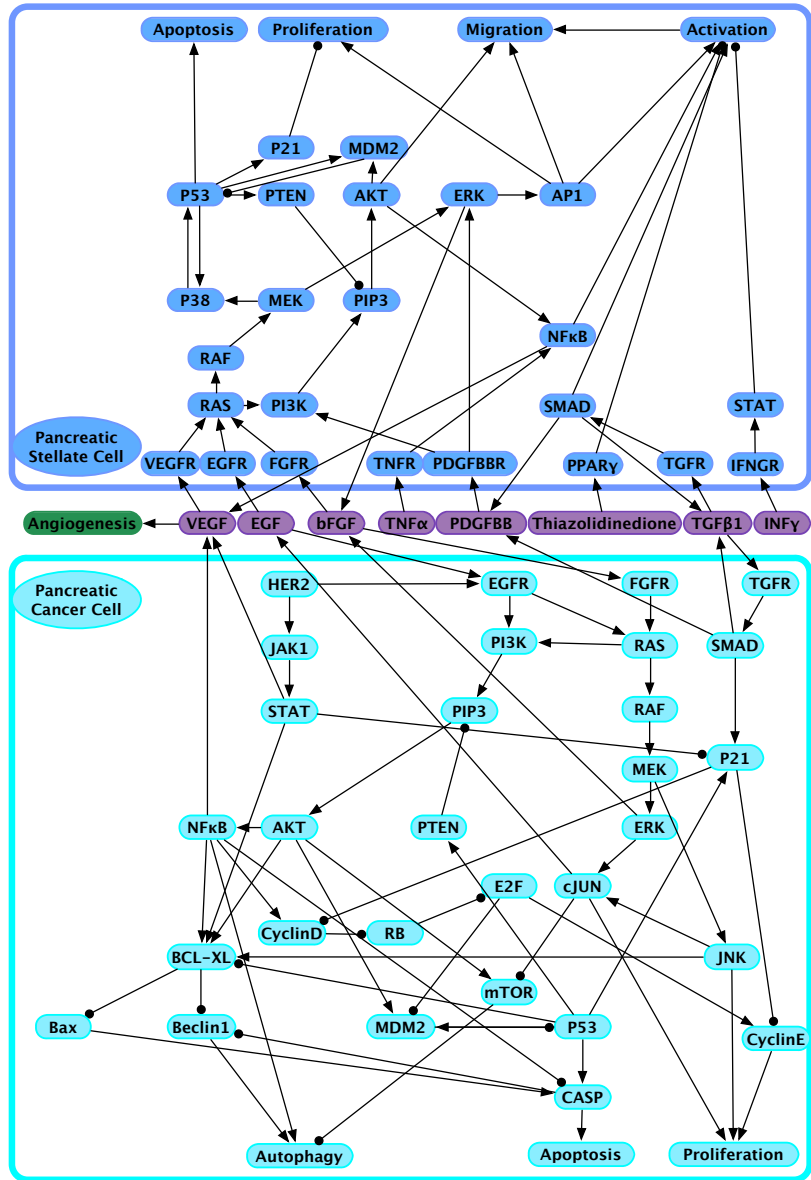 Apoptosis Proliferation Migration Activation
P21 MDM2
P53 PTEN AKT ERK AP1
P38 MEK PIP3
NFκB
RAF
RAS PI3K SMAD STAT
Pancreatic
Stellate Cell
VEGFR EGFR FGFR TNFR PDGFBBR PPARγ TGFR IFNGR
Angiogenesis VEGF EGF bFGF TNFα PDGFBB Thiazolidinedione TGFβ1 INFγ
Pancreatic
Cancer Cell
HER2 EGFR FGFR TGFR
JAK1 PI3K RAS SMAD
STAT PIP3 RAF
P21
MEK
NFκB AKT PTEN ERK
E2F cJUN
CyclinD RB
BCL-XL JNK
mTOR
Bax Beclin1 MDM2 P53
CyclinE
CASP
Autophagy Apoptosis Proliferation